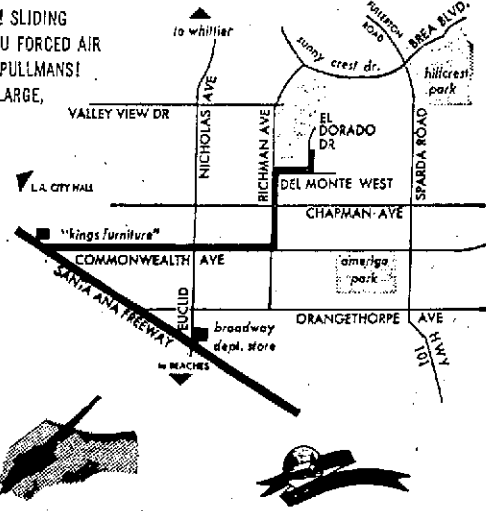 ! SLIDING
U FORCED AIR
PULLMANS!
LARGE,
to whittier
FULLERTON
ROAD
BREA BLVD.
sunny crest dr.
hillcrest
park
VALLEY VIEW DR
NICHOLAS AVE
RICHMAN AVE
EL
DORADO
DR
SPARDA ROAD
L.A. CITY HALL
DEL MONTE WEST
CHAPMAN AVE
"kings furniture"
COMMONWEALTH AVE
amerige
park
SANTA ANA FREEWAY
EUCLID
ORANGETHORPE AVE
broadway
dept. store
to BEACHES
HWY
101